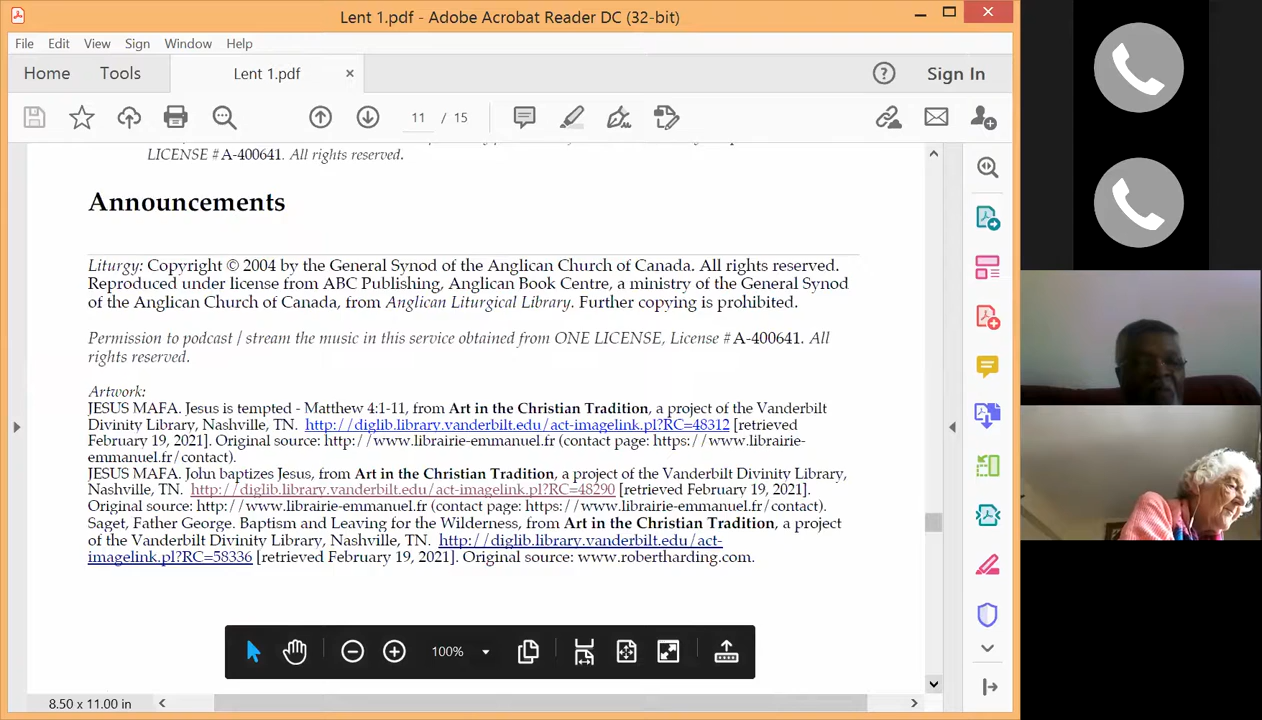 Lent 1.pdf - Adobe Acrobat Reader DC (32-bit)
File Edit View Sign Window Help
Home Tools Lent 1.pdf × Sign In
11 / 15
LICENSE # A-400641. All rights reserved.
Announcements
Liturgy: Copyright © 2004 by the General Synod of the Anglican Church of Canada. All rights reserved.
Reproduced under license from ABC Publishing, Anglican Book Centre, a ministry of the General Synod
of the Anglican Church of Canada, from Anglican Liturgical Library. Further copying is prohibited.
Permission to podcast / stream the music in this service obtained from ONE LICENSE, License # A-400641. All
rights reserved.
Artwork:
JESUS MAFA. Jesus is tempted - Matthew 4:1-11, from Art in the Christian Tradition, a project of the Vanderbilt
Divinity Library, Nashville, TN. http://diglib.library.vanderbilt.edu/act-imagelink.pl?RC=48312 [retrieved
February 19, 2021]. Original source: http://www.librairie-emmanuel.fr (contact page: https://www.librairie-
emmanuel.fr/contact).
JESUS MAFA. John baptizes Jesus, from Art in the Christian Tradition, a project of the Vanderbilt Divinity Library,
Nashville, TN. http://diglib.library.vanderbilt.edu/act-imagelink.pl?RC=48290 [retrieved February 19, 2021].
Original source: http://www.librairie-emmanuel.fr (contact page: https://www.librairie-emmanuel.fr/contact).
Saget, Father George. Baptism and Leaving for the Wilderness, from Art in the Christian Tradition, a project
of the Vanderbilt Divinity Library, Nashville, TN. http://diglib.library.vanderbilt.edu/act-
imagelink.pl?RC=58336 [retrieved February 19, 2021]. Original source: www.robertharding.com.
100%
8.50 x 11.00 in